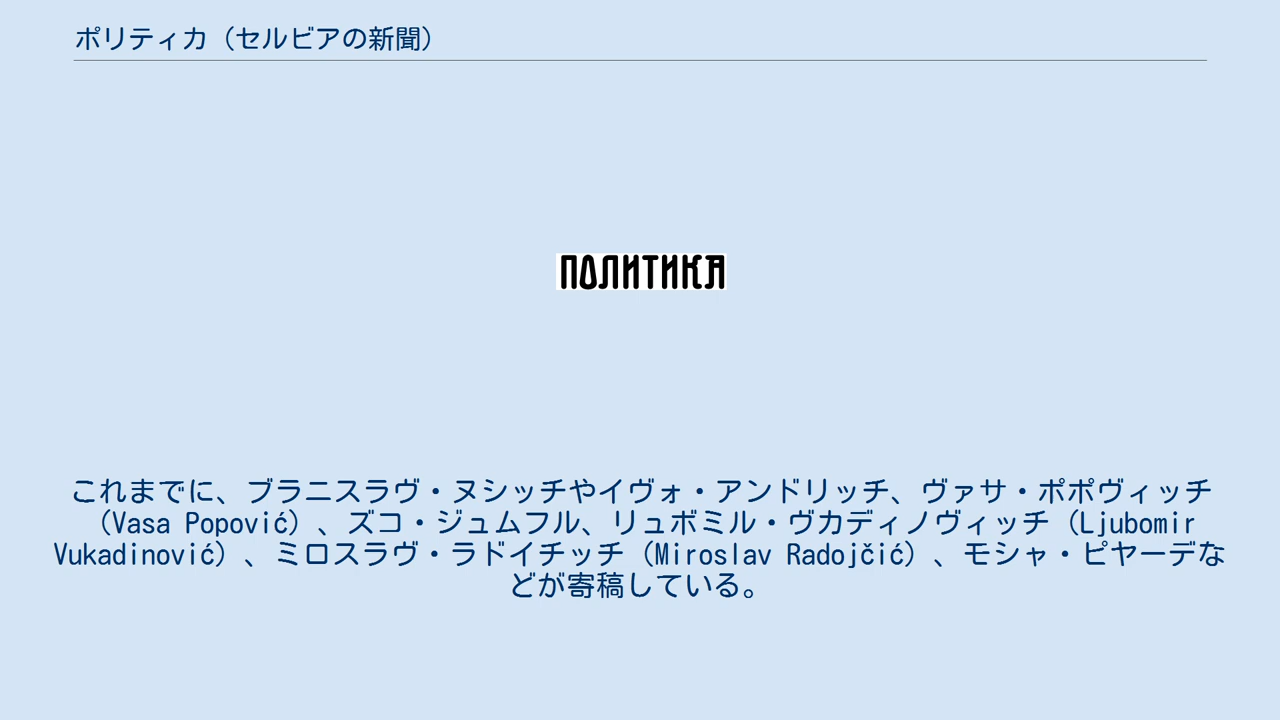 ポリティカ（セルビアの新聞）
ПОЛИТИКА
これまでに、ブラニスラヴ・ヌシッチやイヴォ・アンドリッチ、ヴァサ・ポポヴィッチ
（Vasa Popović）、ズコ・ジュムフル、リュボミル・ヴカディノヴィッチ（Ljubomir
Vukadinović）、ミロスラヴ・ラドイチッチ（Miroslav Radojčić）、モシャ・ピヤーデな
どが寄稿している。